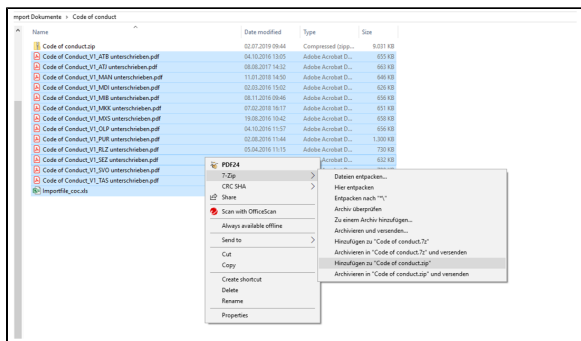 mport Dokumente > Code of conduct
Name Date modified Type Size
Code of conduct.zip 02.07.2019 09:44 Compressed (zipp... 9.031 KB
Code of Conduct_V1_ATB unterschrieben.pdf 04.10.2016 13:05 Adobe Acrobat D... 655 KB
Code of Conduct_V1_ATJ unterschrieben.pdf 08.08.2017 14:32 Adobe Acrobat D... 663 KB
Code of Conduct_V1_MAN unterschrieben.pdf 11.01.2018 14:50 Adobe Acrobat D... 646 KB
Code of Conduct_V1_MDI unterschrieben.pdf 02.03.2016 15:02 Adobe Acrobat D... 626 KB
Code of Conduct_V1_MIB unterschrieben.pdf 08.11.2016 09:46 Adobe Acrobat D... 656 KB
Code of Conduct_V1_MKK unterschrieben.pdf 07.02.2018 16:17 Adobe Acrobat D... 651 KB
Code of Conduct_V1_MXS unterschrieben.pdf 19.08.2016 10:42 Adobe Acrobat D... 658 KB
Code of Conduct_V1_OLP unterschrieben.pdf 04.10.2016 11:57 Adobe Acrobat D... 656 KB
Code of Conduct_V1_PUR unterschrieben.pdf 02.08.2016 11:44 Adobe Acrobat D... 1.300 KB
Code of Conduct_V1_RLZ unterschrieben.pdf 05.04.2016 11:15 Adobe Acrobat D... 730 KB
Code of Conduct_V1_SEZ unterschrieben.pdf Acrobat D... 632 KB
Code of Conduct_V1_SVO unterschrieben.pdf
Code of Conduct_V1_TAS unterschrieben.pdf
Importfile_coc.xls
PDF24
7-Zip
CRC SHA
Share
Scan with OfficeScan
Always available offline
Send to
Cut
Copy
Create shortcut
Delete
Rename
Properties
Dateien entpacken...
Hier entpacken
Entpacken nach "*\"
Archiv überprüfen
Zu einem Archiv hinzufügen...
Archivieren und versenden...
Hinzufügen zu "Code of conduct.7z"
Archivieren in "Code of conduct.7z" und versenden
Hinzufügen zu "Code of conduct.zip"
Archivieren in "Code of conduct.zip" und versenden